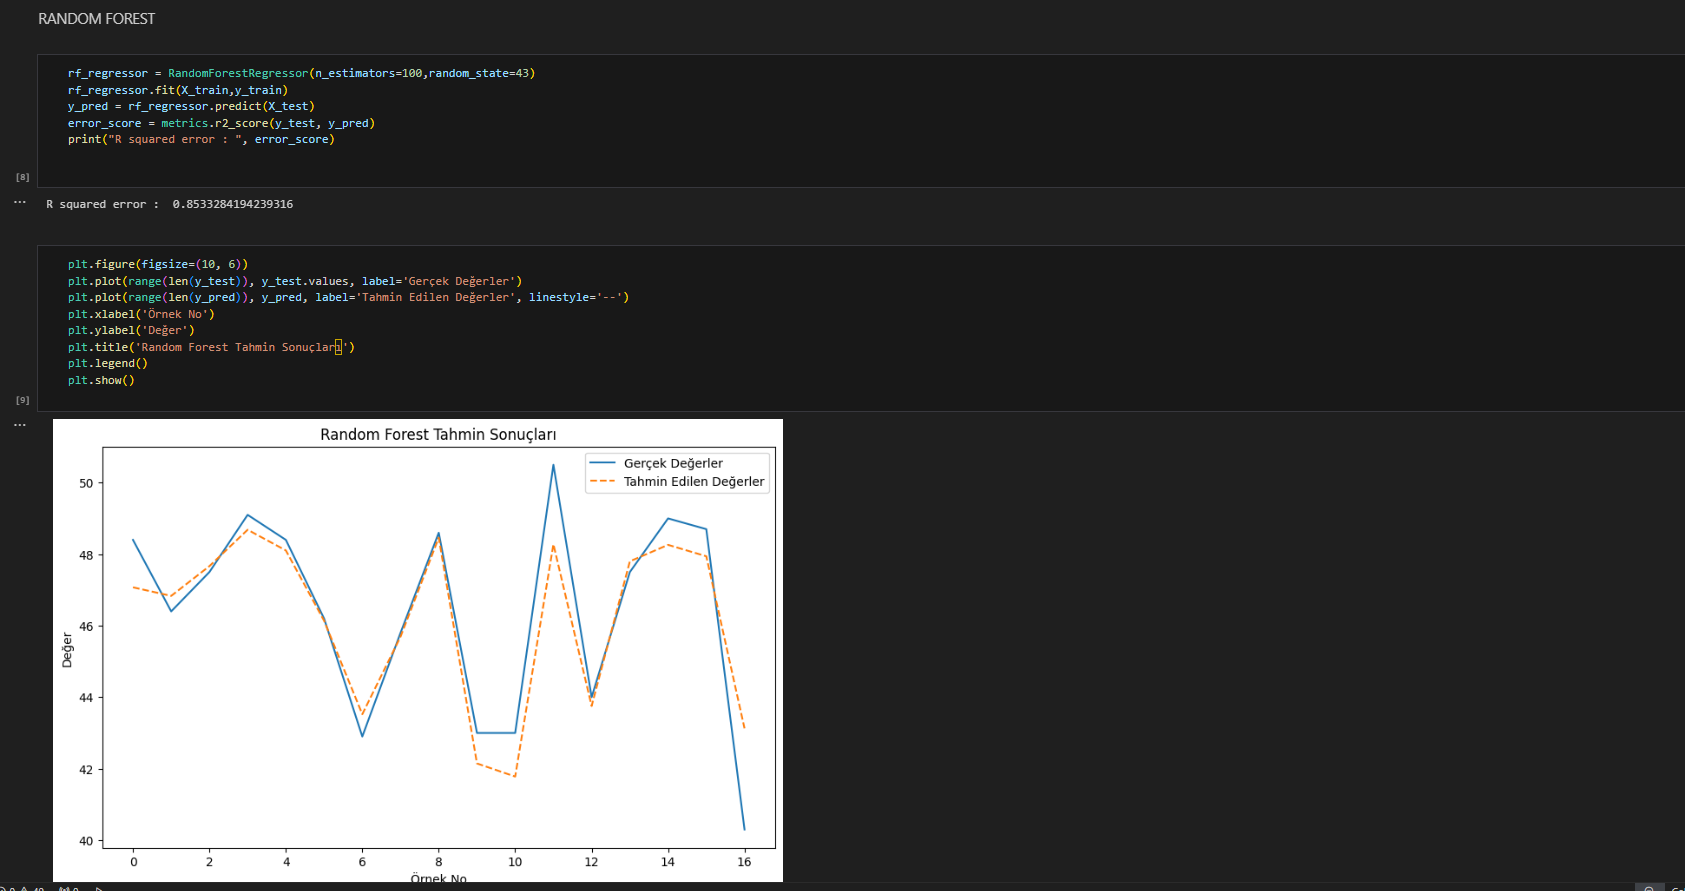 RANDOM FOREST
rf_regressor = RandomForestRegressor(n_estimators=100,random_state=43)
rf_regressor.fit(X_train,y_train)
y_pred = rf_regressor.predict(X_test)
error_score = metrics.r2_score(y_test, y_pred)
print("R squared error : ", error_score)
[8]
...
R squared error :  0.8533284194239316
plt.figure(figsize=(10, 6))
plt.plot(range(len(y_test)), y_test.values, label='Gerçek Değerler')
plt.plot(range(len(y_pred)), y_pred, label='Tahmin Edilen Değerler', linestyle='--')
plt.xlabel('Örnek No')
plt.ylabel('Değer')
plt.title('Random Forest Tahmin Sonuçları')
plt.legend()
plt.show()
[9]
...
Random Forest Tahmin Sonuçları
Gerçek Değerler
Tahmin Edilen Değerler
50
48
46
44
42
40
Değer
0 2 4 6 8 10 12 14 16
Örnek No